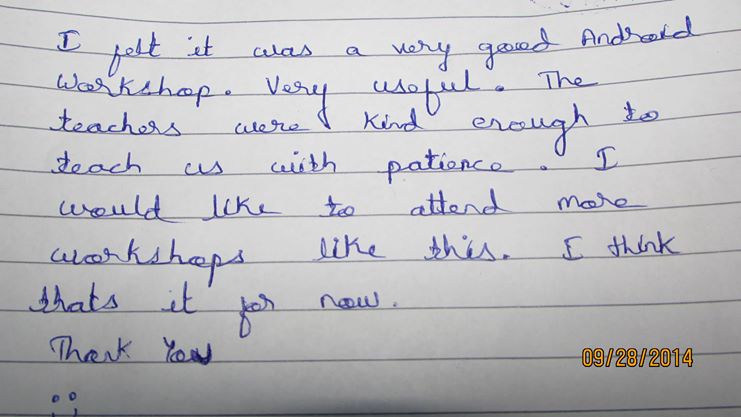 I felt it was a very good Android
workshop. Very useful. The
teachers were kind enough to
teach us with patience. I
would like to attend more
workshops like this. I think
thats it for now.
Thank You
09/28/2014
:;